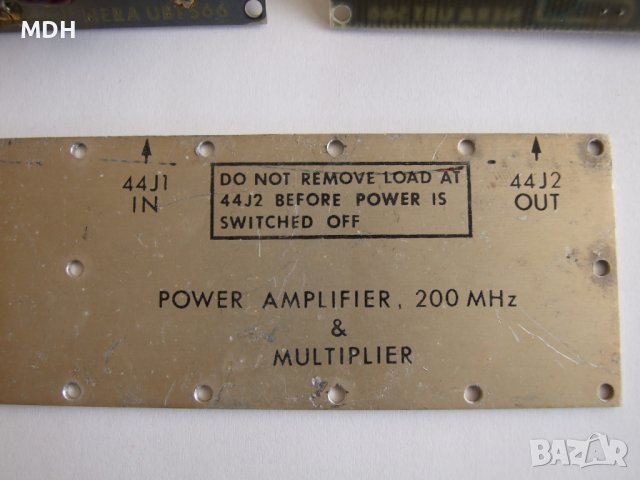 MDH
44J1
IN
DO NOT REMOVE LOAD AT
44J2 BEFORE POWER IS
SWITCHED OFF
44J2
OUT
POWER AMPLIFIER, 200 MHz
&
MULTIPLIER
BAZAR